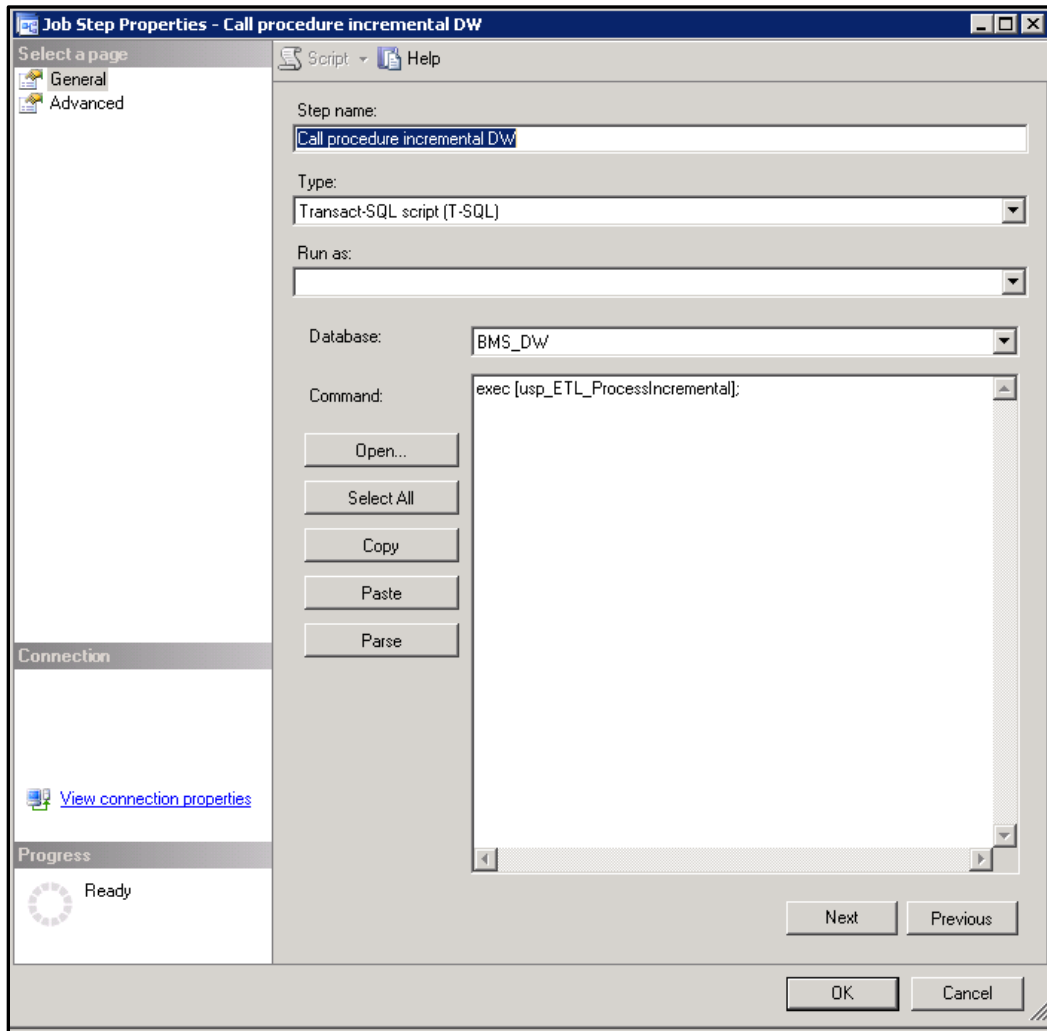 Job Step Properties - Call procedure incremental DW
Select a page
General
Advanced
Script
Help
Step name:
Call procedure incremental DW
Type:
Transact-SQL script (T-SQL)
Run as:
Database:
BMS_DW
Command:
exec [usp_ETL_ProcessIncremental];
Open...
Select All
Copy
Paste
Parse
Connection
View connection properties
Progress
Ready
Next
Previous
OK
Cancel